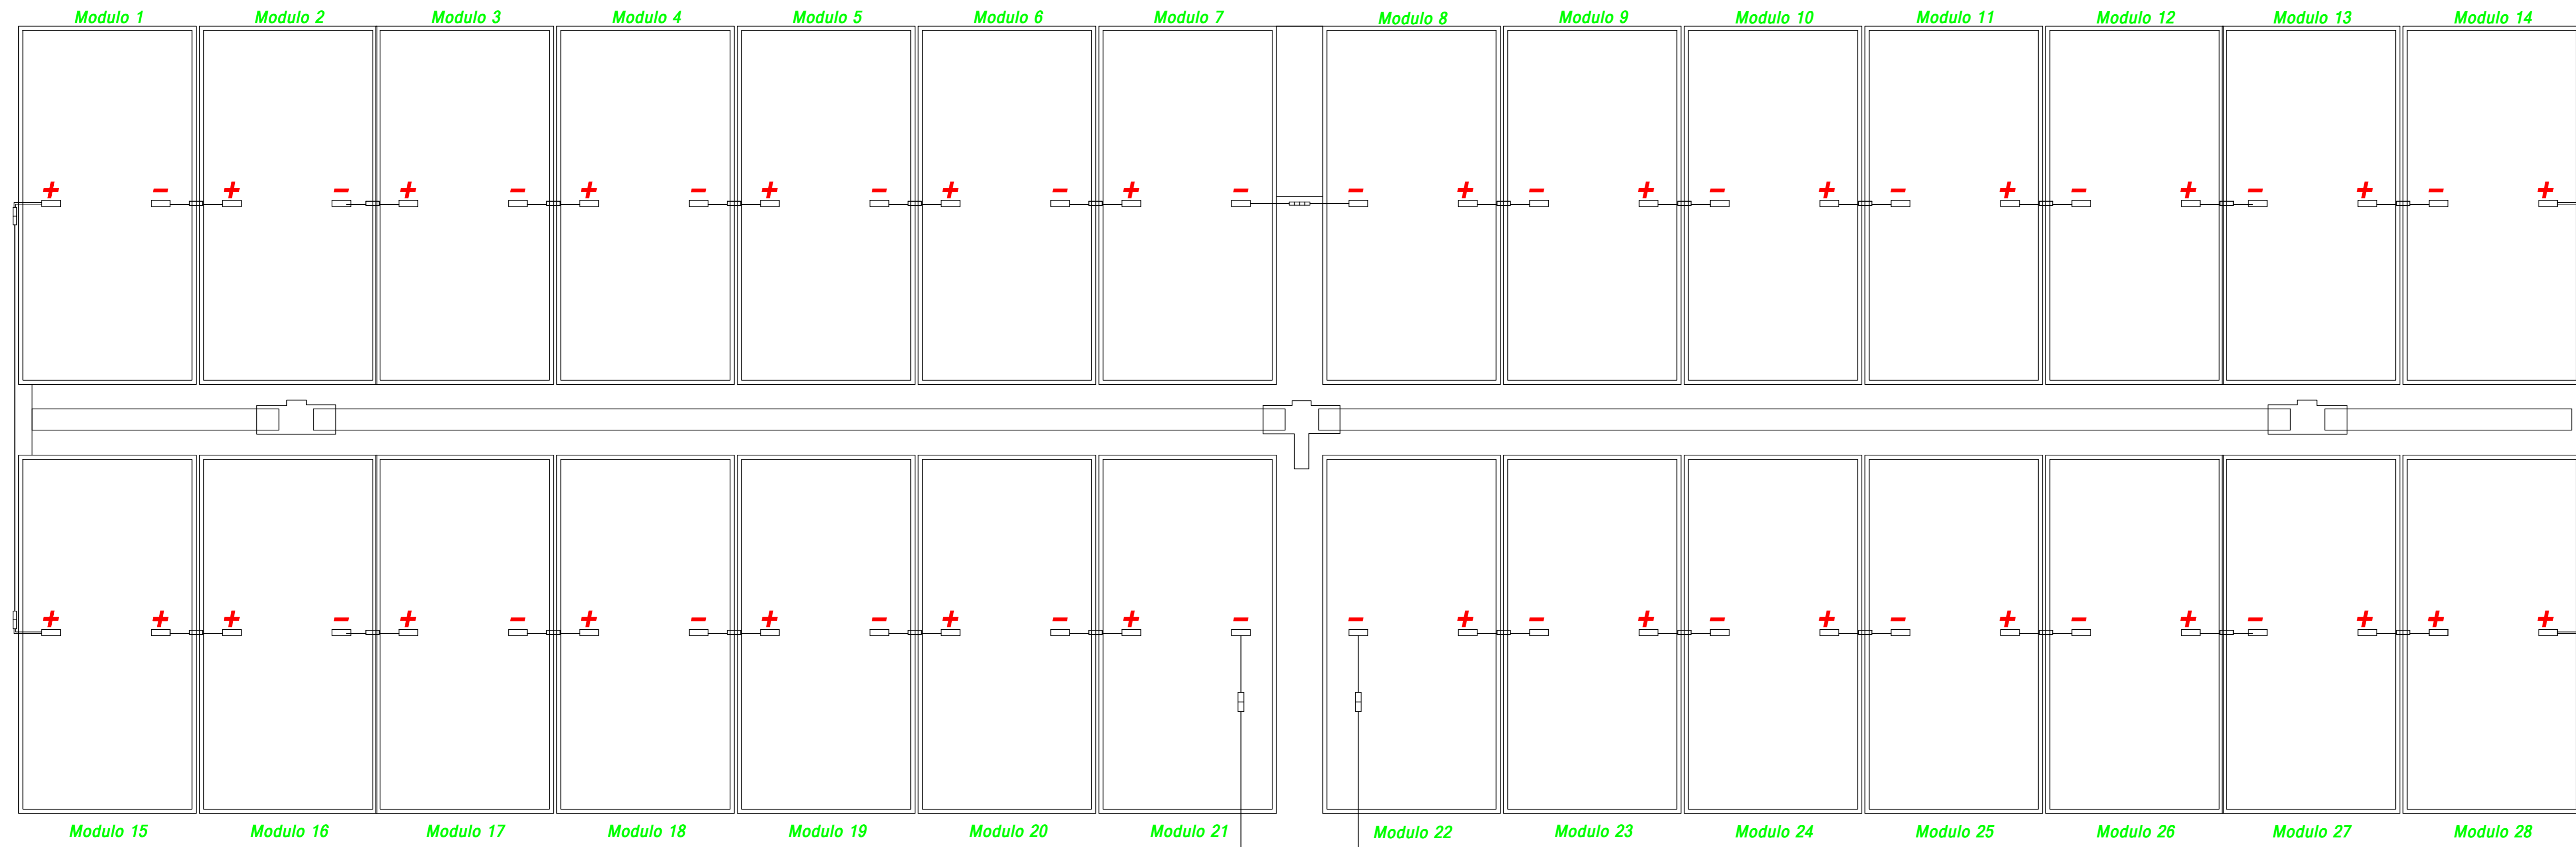 Modulo 1 Modulo 2 Modulo 3 Modulo 4 Modulo 5 Modulo 6 Modulo 7 Modulo 8 Modulo 9 Modulo 10 Modulo 11 Modulo 12 Modulo 13 Modulo 14
+ − + − + − + − + − + − + − − + − + − + − + − + − + − +
+ + + − + − + − + − + − + − − + − + − + − + − + − + + +
Modulo 15 Modulo 16 Modulo 17 Modulo 18 Modulo 19 Modulo 20 Modulo 21 Modulo 22 Modulo 23 Modulo 24 Modulo 25 Modulo 26 Modulo 27 Modulo 28